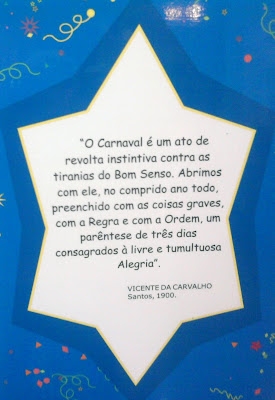 "O Carnaval é um ato de
revolta instintiva contra as
tiranias do Bom Senso. Abrimos
com ele, no comprido ano todo,
preenchido com as coisas graves,
com a Regra e com a Ordem, um
parêntese de três dias
consagrados à livre e tumultuosa
Alegria".
VICENTE DA CARVALHO
Santos, 1900.